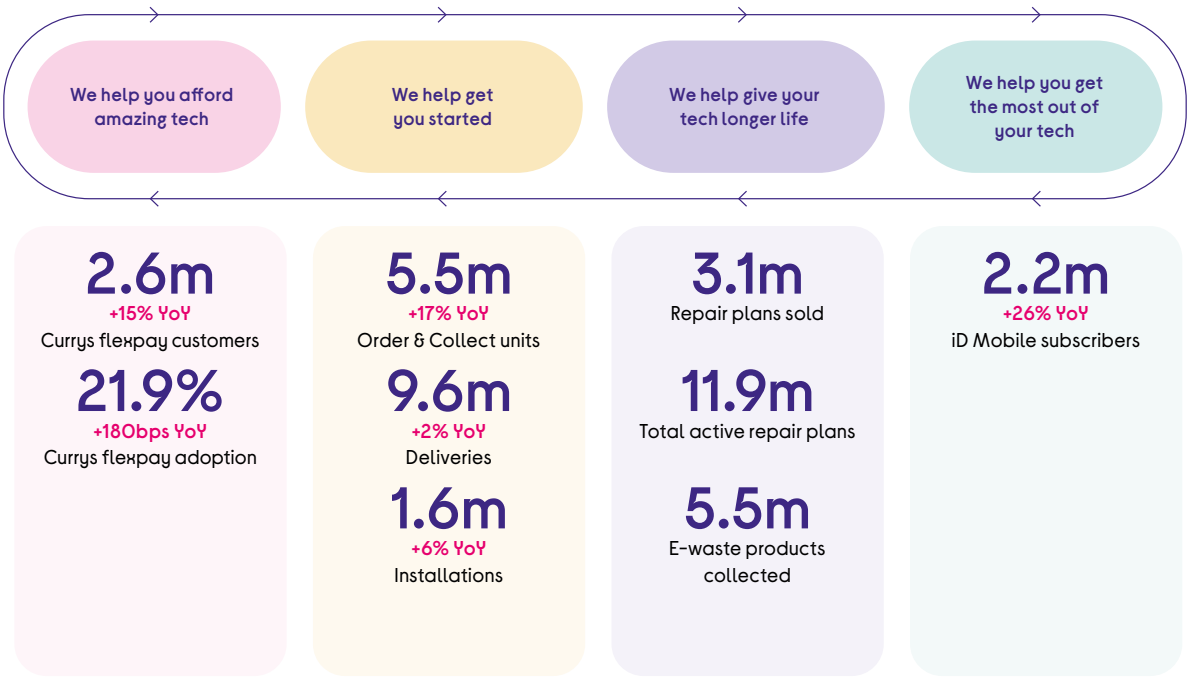 We help you afford
amazing tech
We help get
you started
We help give your
tech longer life
We help you get
the most out of
your tech
2.6m
+15% YoY
Currys flexpay customers
21.9%
+180bps YoY
Currys flexpay adoption
5.5m
+17% YoY
Order & Collect units
9.6m
+2% YoY
Deliveries
1.6m
+6% YoY
Installations
3.1m
Repair plans sold
11.9m
Total active repair plans
5.5m
E-waste products
collected
2.2m
+26% YoY
iD Mobile subscribers